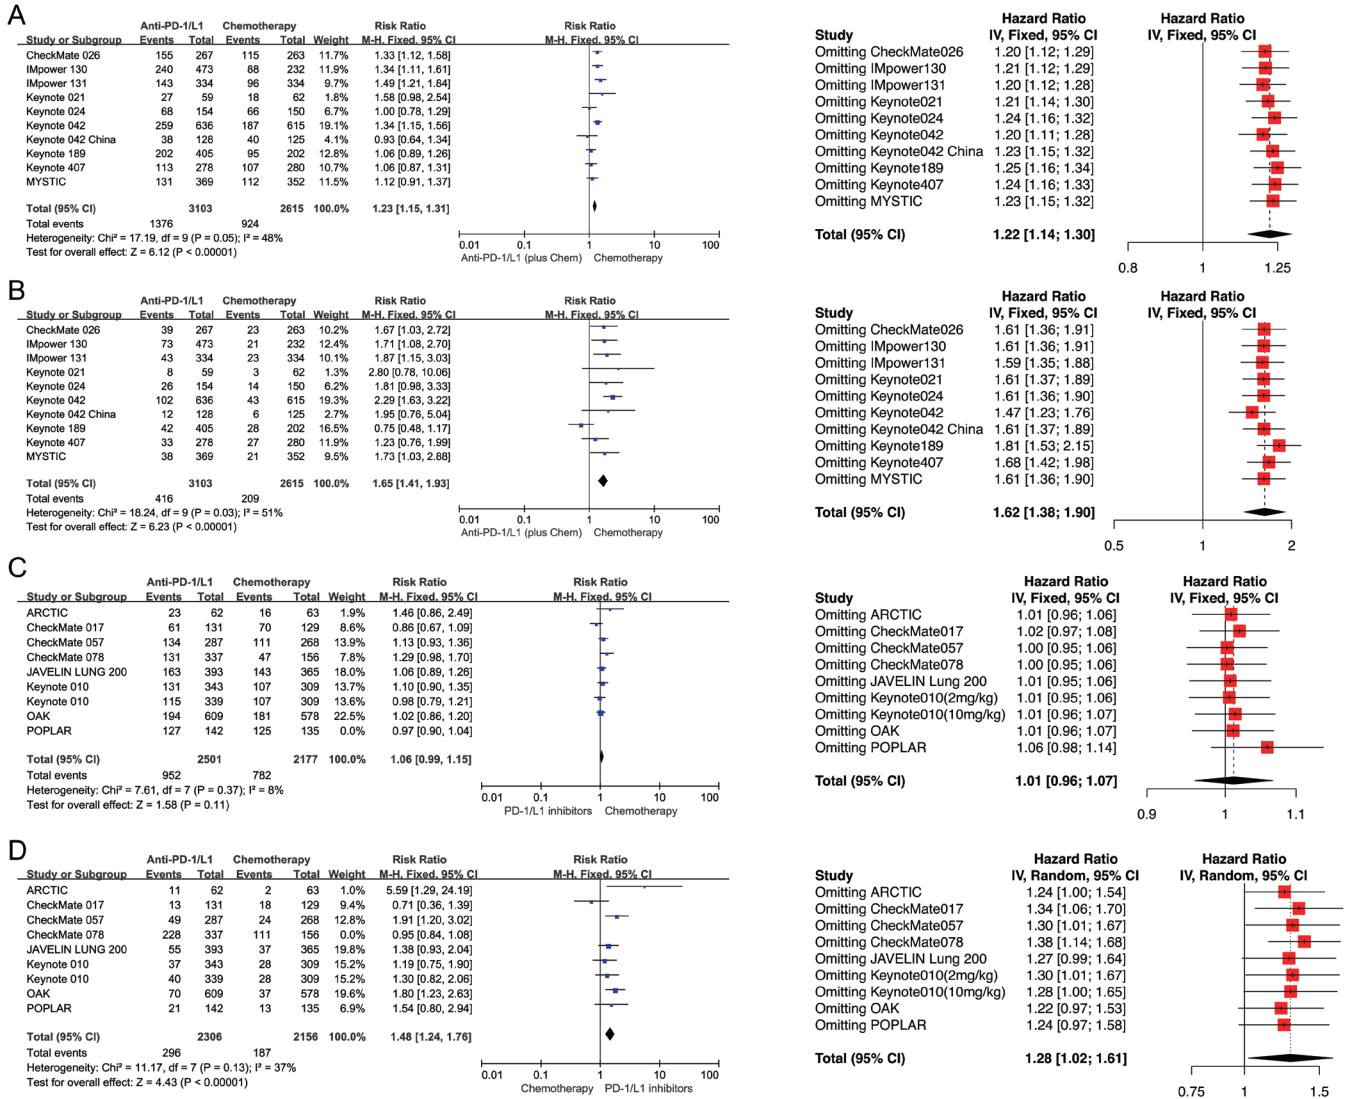 A
Anti-PD-1/L1 Chemotherapy Risk Ratio Risk Ratio
Study or Subgroup Events Total Events Total Weight M-H. Fixed. 95% CI M-H. Fixed. 95% CI
CheckMate 026 155 267 115 263 11.7% 1.33 [1.12, 1.58]
IMpower 130 240 473 88 232 11.9% 1.34 [1.11, 1.61]
IMpower 131 143 334 96 334 9.7% 1.49 [1.21, 1.84]
Keynote 021 27 59 18 62 1.8% 1.58 [0.98, 2.54]
Keynote 024 68 154 66 150 6.7% 1.00 [0.78, 1.29]
Keynote 042 259 636 187 615 19.1% 1.34 [1.15, 1.56]
Keynote 042 China 38 128 40 125 4.1% 0.93 [0.64, 1.34]
Keynote 189 202 405 95 202 12.8% 1.06 [0.89, 1.26]
Keynote 407 113 278 107 280 10.7% 1.06 [0.87, 1.31]
MYSTIC 131 369 112 352 11.5% 1.12 [0.91, 1.37]
Total (95% CI) 3103 2615 100.0% 1.23 [1.15, 1.31]
Total events 1376 924
Heterogeneity: Chi² = 17.19, df = 9 (P = 0.05); I² = 48%
Test for overall effect: Z = 6.12 (P < 0.00001)
0.01 0.1 1 10 100
Anti-PD-1/L1 (plus Chem) Chemotherapy
Hazard Ratio Hazard Ratio
Study IV, Fixed, 95% CI IV, Fixed, 95% CI
Omitting CheckMate026 1.20 [1.12; 1.29]
Omitting IMpower130 1.21 [1.12; 1.29]
Omitting IMpower131 1.20 [1.12; 1.28]
Omitting Keynote021 1.21 [1.14; 1.30]
Omitting Keynote024 1.24 [1.16; 1.32]
Omitting Keynote042 1.20 [1.11; 1.28]
Omitting Keynote042 China 1.23 [1.15; 1.32]
Omitting Keynote189 1.25 [1.16; 1.34]
Omitting Keynote407 1.24 [1.16; 1.33]
Omitting MYSTIC 1.23 [1.15; 1.32]
Total (95% CI) 1.22 [1.14; 1.30]
0.8 1 1.25
B
Anti-PD-1/L1 Chemotherapy Risk Ratio Risk Ratio
Study or Subgroup Events Total Events Total Weight M-H. Fixed. 95% CI M-H. Fixed. 95% CI
CheckMate 026 39 267 23 263 10.2% 1.67 [1.03, 2.72]
IMpower 130 73 473 21 232 12.4% 1.71 [1.08, 2.70]
IMpower 131 43 334 23 334 10.1% 1.87 [1.15, 3.03]
Keynote 021 8 59 3 62 1.3% 2.80 [0.78, 10.06]
Keynote 024 26 154 14 150 6.2% 1.81 [0.98, 3.33]
Keynote 042 102 636 43 615 19.3% 2.29 [1.63, 3.22]
Keynote 042 China 12 128 6 125 2.7% 1.95 [0.76, 5.04]
Keynote 189 42 405 28 202 16.5% 0.75 [0.48, 1.17]
Keynote 407 33 278 27 280 11.9% 1.23 [0.76, 1.99]
MYSTIC 38 369 21 352 9.5% 1.73 [1.03, 2.88]
Total (95% CI) 3103 2615 100.0% 1.65 [1.41, 1.93]
Total events 416 209
Heterogeneity: Chi² = 18.24, df = 9 (P = 0.03); I² = 51%
Test for overall effect: Z = 6.23 (P < 0.00001)
0.01 0.1 1 10 100
Anti-PD-1/L1 (plus Chem) Chemotherapy
Hazard Ratio Hazard Ratio
Study IV, Fixed, 95% CI IV, Fixed, 95% CI
Omitting CheckMate026 1.61 [1.36; 1.91]
Omitting IMpower130 1.61 [1.36; 1.91]
Omitting IMpower131 1.59 [1.35; 1.88]
Omitting Keynote021 1.61 [1.37; 1.89]
Omitting Keynote024 1.61 [1.36; 1.90]
Omitting Keynote042 1.47 [1.23; 1.76]
Omitting Keynote042 China 1.61 [1.37; 1.89]
Omitting Keynote189 1.81 [1.53; 2.15]
Omitting Keynote407 1.68 [1.42; 1.98]
Omitting MYSTIC 1.61 [1.36; 1.90]
Total (95% CI) 1.62 [1.38; 1.90]
0.5 1 2
C
Anti-PD-1/L1 Chemotherapy Risk Ratio Risk Ratio
Study or Subgroup Events Total Events Total Weight M-H. Fixed. 95% CI M-H. Fixed. 95% CI
ARCTIC 23 62 16 63 1.9% 1.46 [0.86, 2.49]
CheckMate 017 61 131 70 129 8.6% 0.86 [0.67, 1.09]
CheckMate 057 134 287 111 268 13.9% 1.13 [0.93, 1.36]
CheckMate 078 131 337 47 156 7.8% 1.29 [0.98, 1.70]
JAVELIN LUNG 200 163 393 143 365 18.0% 1.06 [0.89, 1.26]
Keynote 010 131 343 107 309 13.7% 1.10 [0.90, 1.35]
Keynote 010 115 339 107 309 13.7% 0.98 [0.79, 1.21]
OAK 194 609 181 578 22.5% 1.02 [0.86, 1.20]
POPLAR 127 142 125 135 0.0% 0.97 [0.90, 1.04]
Total (95% CI) 2501 2177 100.0% 1.06 [0.99, 1.15]
Total events 952 782
Heterogeneity: Chi² = 7.61, df = 7 (P = 0.37); I² = 8%
Test for overall effect: Z = 1.58 (P = 0.11)
0.01 0.1 1 10 100
PD-1/L1 inhibitors Chemotherapy
Hazard Ratio Hazard Ratio
Study IV, Fixed, 95% CI IV, Fixed, 95% CI
Omitting ARCTIC 1.01 [0.96; 1.06]
Omitting CheckMate017 1.02 [0.97; 1.08]
Omitting CheckMate057 1.00 [0.95; 1.06]
Omitting CheckMate078 1.00 [0.95; 1.06]
Omitting JAVELIN Lung 200 1.01 [0.95; 1.06]
Omitting Keynote010(2mg/kg) 1.01 [0.95; 1.06]
Omitting Keynote010(10mg/kg) 1.01 [0.96; 1.07]
Omitting OAK 1.01 [0.96; 1.07]
Omitting POPLAR 1.06 [0.98; 1.14]
Total (95% CI) 1.01 [0.96; 1.07]
0.9 1 1.1
D
Anti-PD-1/L1 Chemotherapy Risk Ratio Risk Ratio
Study or Subgroup Events Total Events Total Weight M-H. Fixed. 95% CI M-H. Fixed. 95% CI
ARCTIC 11 62 2 63 1.0% 5.59 [1.29, 24.19]
CheckMate 017 13 131 18 129 9.4% 0.71 [0.36, 1.39]
CheckMate 057 49 287 24 268 12.8% 1.91 [1.20, 3.02]
CheckMate 078 228 337 111 156 0.0% 0.95 [0.84, 1.08]
JAVELIN LUNG 200 55 393 37 365 19.8% 1.38 [0.93, 2.04]
Keynote 010 37 343 28 309 15.2% 1.19 [0.75, 1.90]
Keynote 010 40 339 28 309 15.2% 1.30 [0.82, 2.06]
OAK 70 609 37 578 19.6% 1.80 [1.23, 2.63]
POPLAR 21 142 13 135 6.9% 1.54 [0.80, 2.94]
Total (95% CI) 2306 2156 100.0% 1.48 [1.24, 1.76]
Total events 296 187
Heterogeneity: Chi² = 11.17, df = 7 (P = 0.13); I² = 37%
Test for overall effect: Z = 4.43 (P < 0.00001)
0.01 0.1 1 10 100
Chemotherapy PD-1/L1 inhibitors
Hazard Ratio Hazard Ratio
Study IV, Random, 95% CI IV, Random, 95% CI
Omitting ARCTIC 1.24 [1.00; 1.54]
Omitting CheckMate017 1.34 [1.06; 1.70]
Omitting CheckMate057 1.30 [1.01; 1.67]
Omitting CheckMate078 1.38 [1.14; 1.68]
Omitting JAVELIN Lung 200 1.27 [0.99; 1.64]
Omitting Keynote010(2mg/kg) 1.30 [1.01; 1.67]
Omitting Keynote010(10mg/kg) 1.28 [1.00; 1.65]
Omitting OAK 1.22 [0.97; 1.53]
Omitting POPLAR 1.24 [0.97; 1.58]
Total (95% CI) 1.28 [1.02; 1.61]
0.75 1 1.5